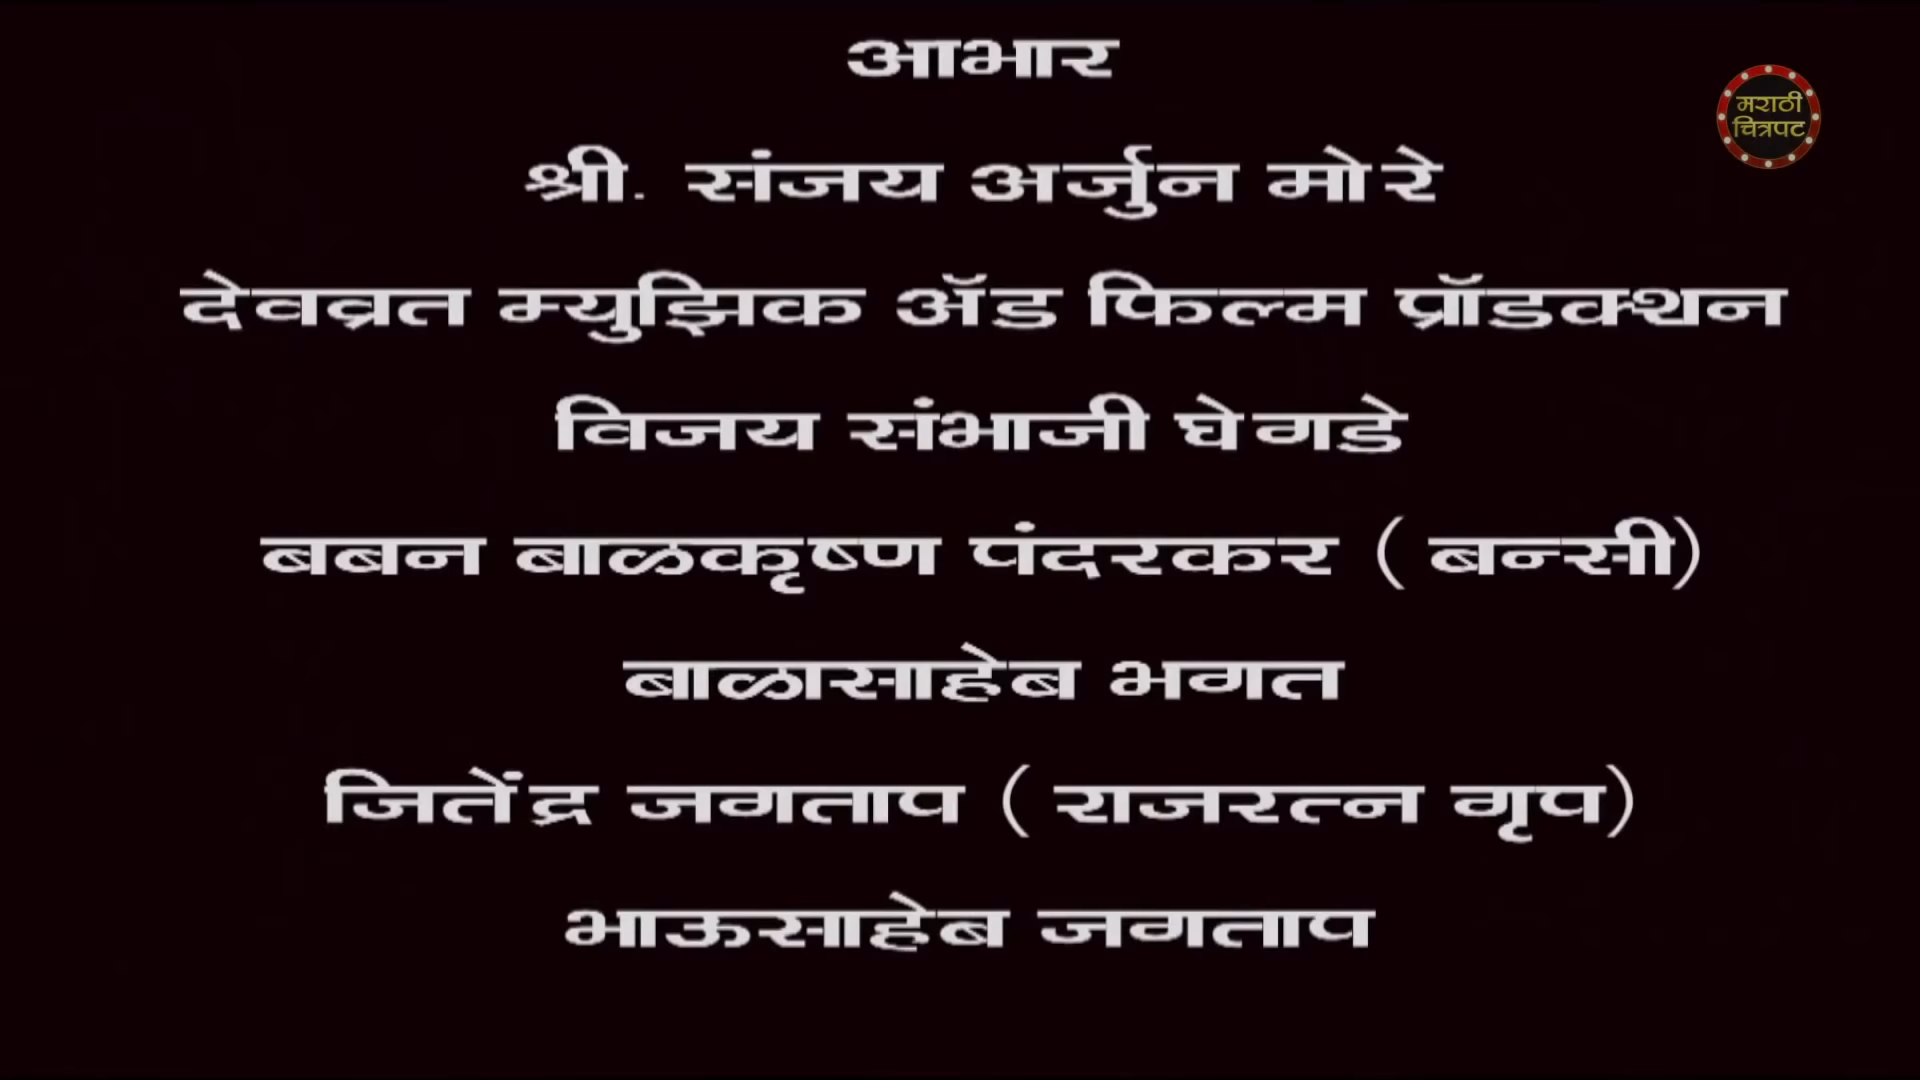 आभार
मराठी
चित्रपट
श्री. संजय अर्जुन मोरे
देवव्रत म्युझिक ॲड फिल्म प्रॉडक्शन
विजय संभाजी घेगडे
बबन बाळकृष्ण पंदरकर ( बन्सी)
बाळासाहेब भगत
जितेंद्र जगताप ( राजरत्न गृप)
भाऊसाहेब जगताप